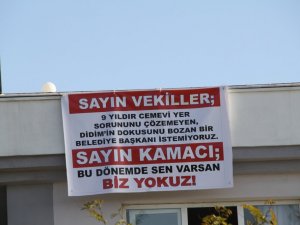 SAYIN VEKİLLER;
9 YILDIR CEMEVİ YER
SORUNUNU ÇÖZEMEYEN,
DİDİM'İN DOKUSUNU BOZAN BİR
BELEDİYE BAŞKANI İSTEMİYORUZ.
SAYIN KAMACI;
BU DÖNEMDE SEN VARSAN
BİZ YOKUZ!